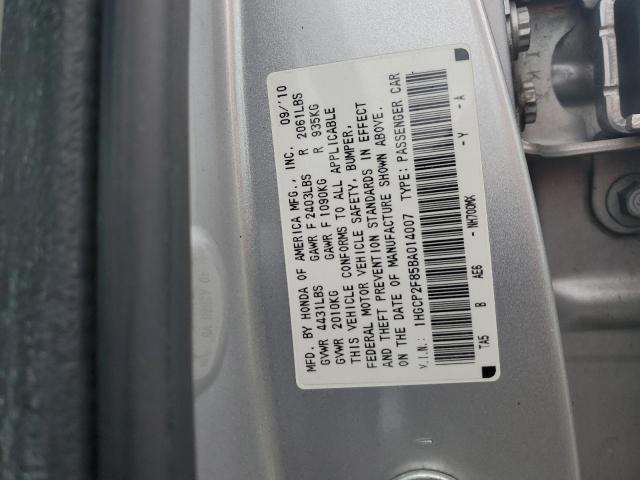 MFD. BY HONDA OF AMERICA MFG., INC. 09/'10
GVWR 4431LBS GAWR F 2403LBS R 2061LBS
GVWR 2010KG GAWR F 1090KG R 935KG
THIS VEHICLE CONFORMS TO ALL APPLICABLE
FEDERAL MOTOR VEHICLE SAFETY, BUMPER,
AND THEFT PREVENTION STANDARDS IN EFFECT
ON THE DATE OF MANUFACTURE SHOWN ABOVE.
V.I.N.: 1HGCP2F85BA014007 TYPE: PASSENGER CAR
TA5 B AE6 - NH700MX - Y - A